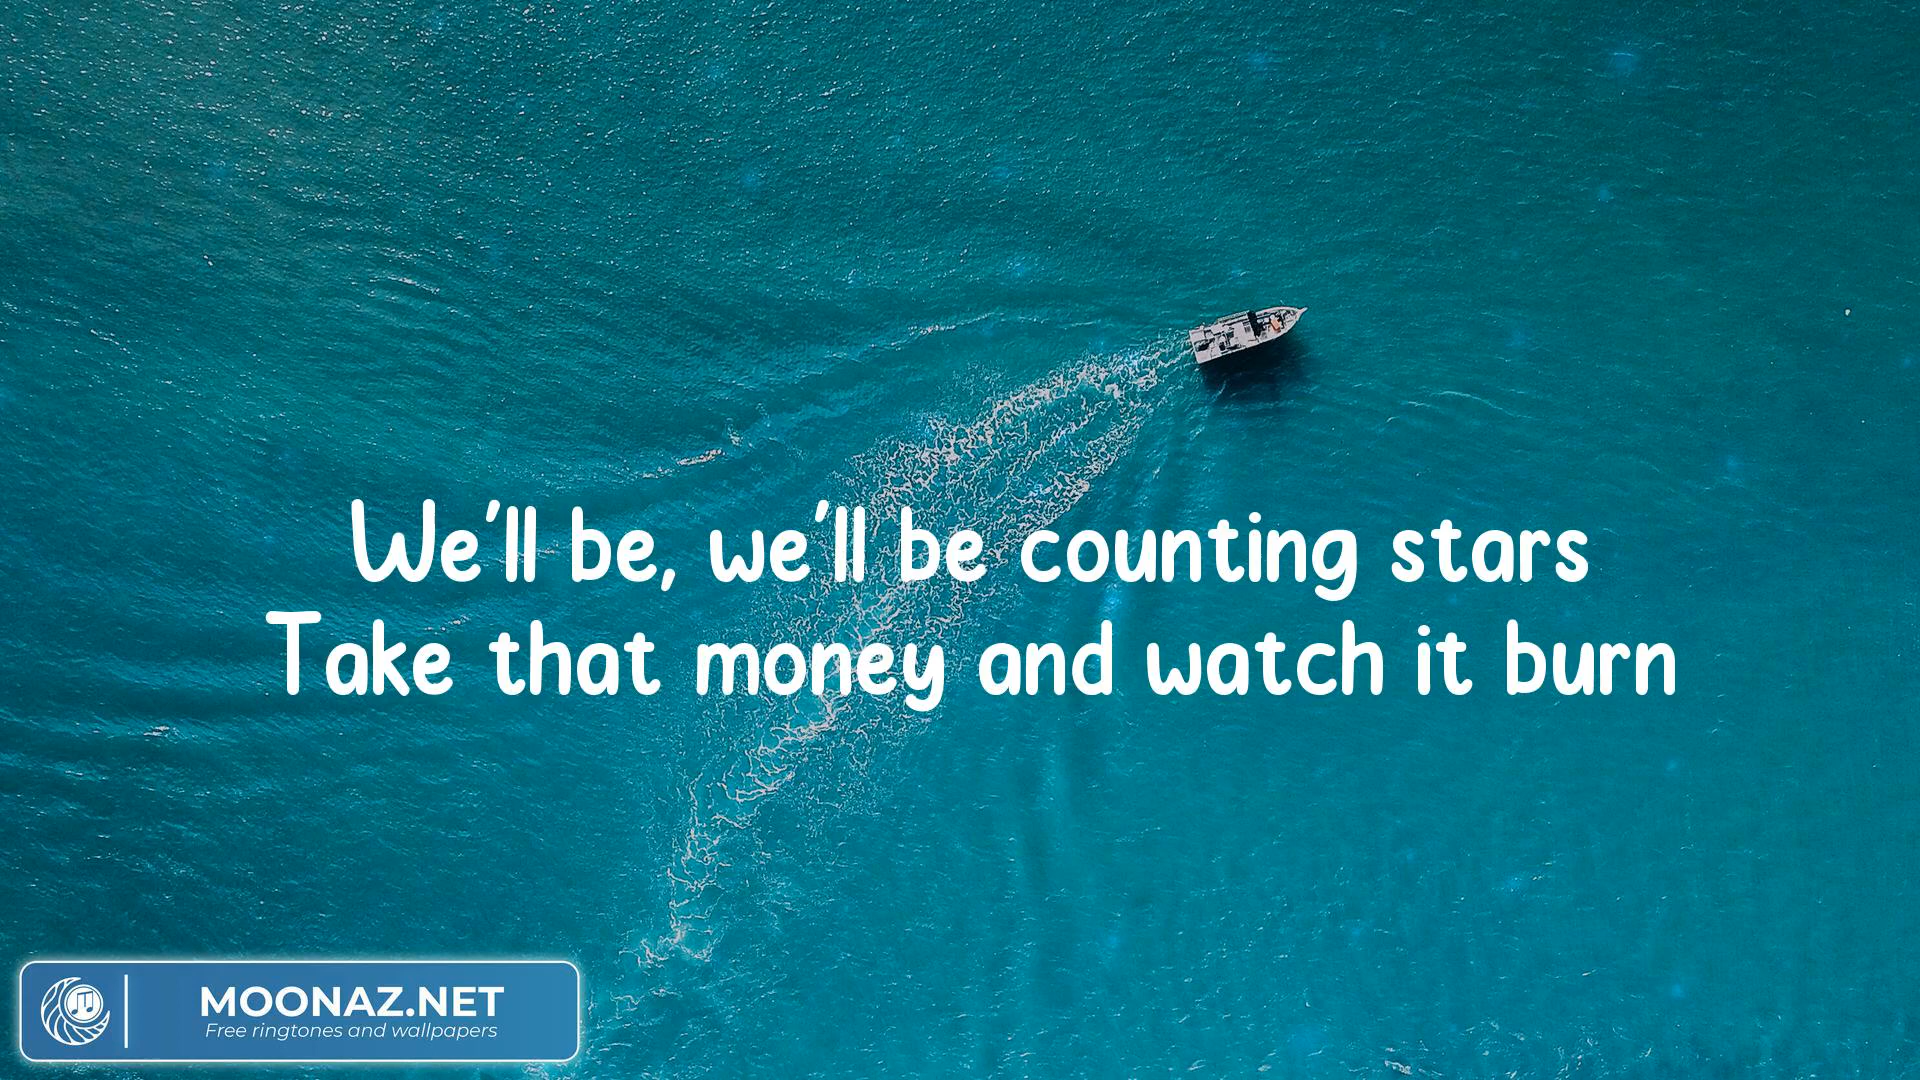 We'll be, we'll be counting stars
Take that money and watch it burn
MOONAZ.NET
Free ringtones and wallpapers